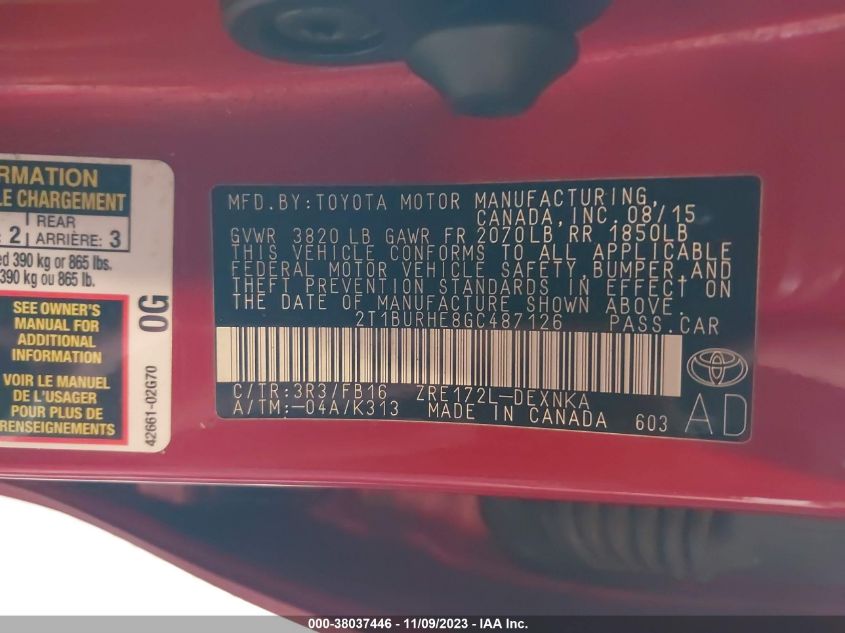 RMATION
LE CHARGEMENT
2
REAR
ARRIÈRE: 3
ed 390 kg or 865 lbs.
390 kg ou 865 lb.
SEE OWNER'S
MANUAL FOR
ADDITIONAL
INFORMATION
VOIR LE MANUEL
DE L'USAGER
POUR PLUS DE
RENSEIGNEMENTS
0G
42661-02G70
MFD.BY:TOYOTA MOTOR MANUFACTURING,
CANADA, INC. 08/15
GVWR 3820 LB GAWR FR 2070LB, RR 1850LB
THIS VEHICLE CONFORMS TO ALL APPLICABLE
FEDERAL MOTOR VEHICLE SAFETY, BUMPER, AND
THEFT PREVENTION STANDARDS IN EFFECT ON
THE DATE OF MANUFACTURE SHOWN ABOVE.
2T1BURHE8GC487126 PASS.CAR
C/TR:3R3/FB16 ZRE172L-DEXNKA
A/TM:-04A/K313 MADE IN CANADA 603
AD
TOYOTA
000-38037446 - 11/09/2023 - IAA Inc.